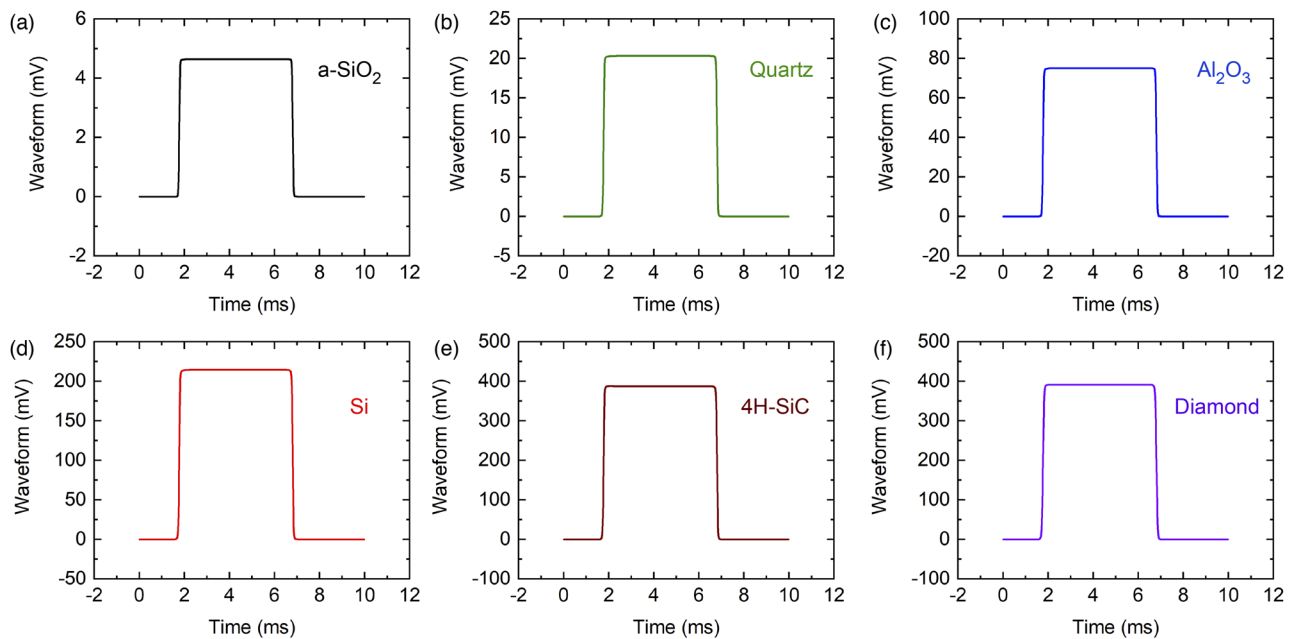 (a)
Waveform (mV)
6
4
2
0
-2
a-SiO₂
-2 0 2 4 6 8 10 12
Time (ms)
(b)
Waveform (mV)
25
20
15
10
5
0
5
Quartz
-2 0 2 4 6 8 10 12
Time (ms)
(c)
Waveform (mV)
100
80
60
40
20
0
-20
Al₂O₃
-2 0 2 4 6 8 10 12
Time (ms)
(d)
Waveform (mV)
250
200
150
100
50
0
-50
Si
-2 0 2 4 6 8 10 12
Time (ms)
(e)
Waveform (mV)
500
400
300
200
100
0
-100
4H-SiC
-2 0 2 4 6 8 10 12
Time (ms)
(f)
Waveform (mV)
500
400
300
200
100
0
-100
Diamond
-2 0 2 4 6 8 10 12
Time (ms)